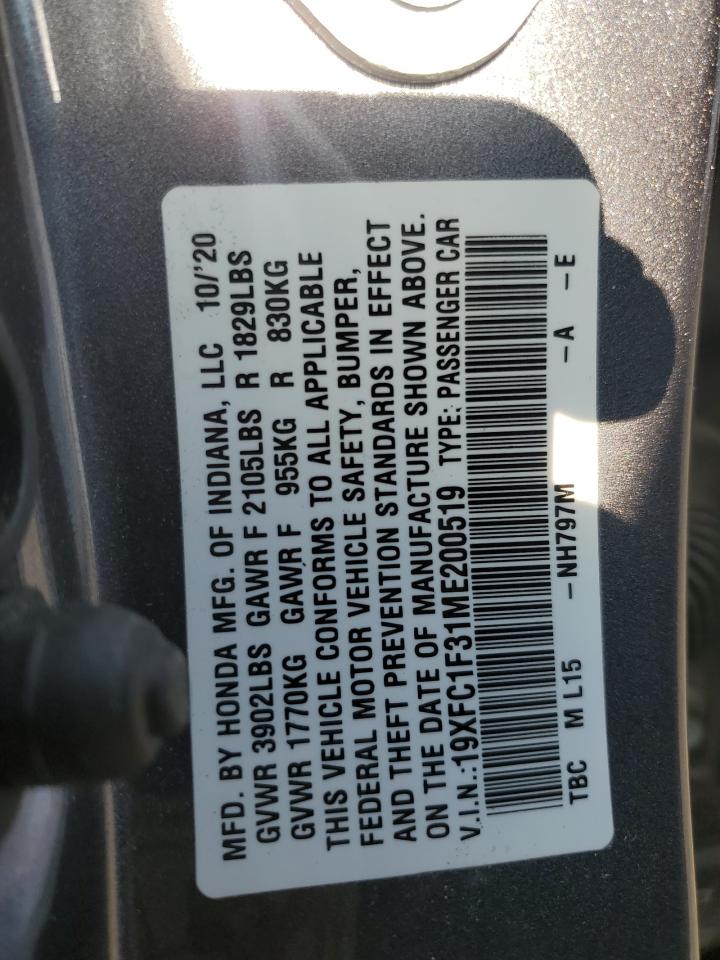 MFD. BY HONDA MFG. OF INDIANA, LLC 10/'20
GVWR 3902LBS GAWR F 2105LBS R 1829LBS
GVWR 1770KG GAWR F 955KG R 830KG
THIS VEHICLE CONFORMS TO ALL APPLICABLE
FEDERAL MOTOR VEHICLE SAFETY, BUMPER,
AND THEFT PREVENTION STANDARDS IN EFFECT
ON THE DATE OF MANUFACTURE SHOWN ABOVE.
V.I.N.:19XFC1F31ME200519 TYPE: PASSENGER CAR
TBC M L15 -NH797M -A -E